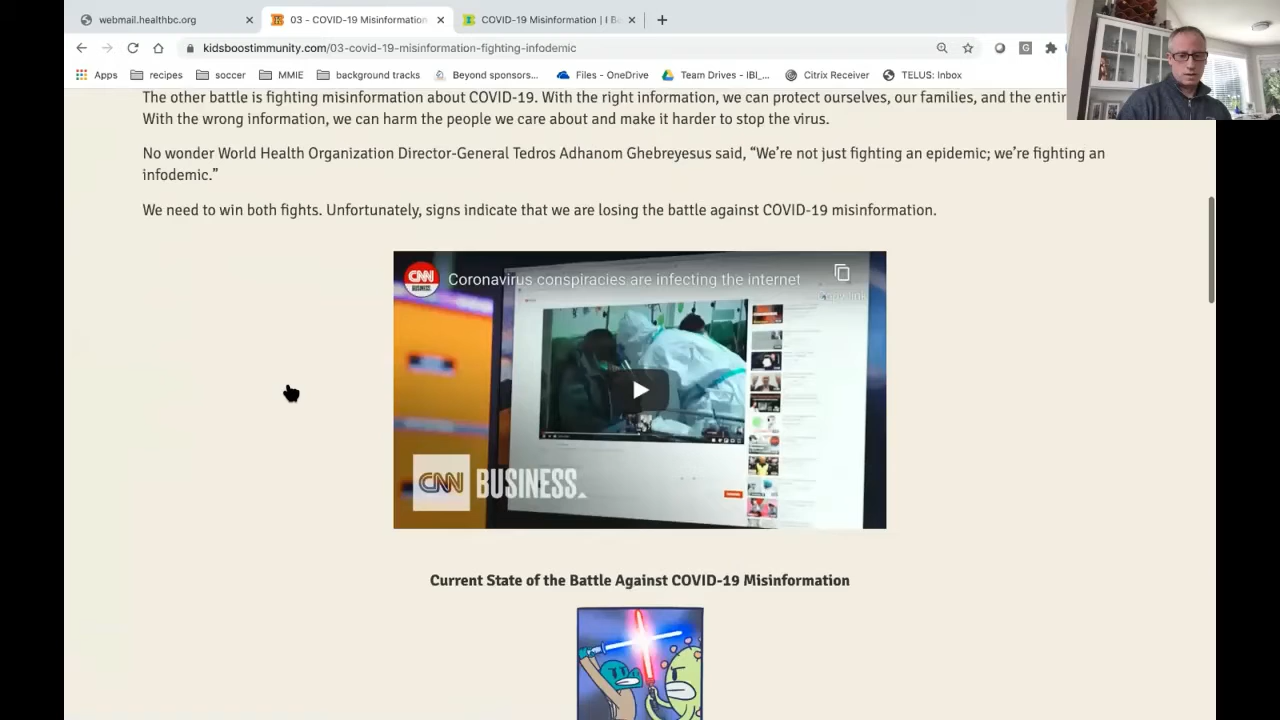 webmail.healthbc.org
03 - COVID-19 Misinformation
COVID-19 Misinformation | I B
kidsboostimmunity.com/03-covid-19-misinformation-fighting-infodemic
Apps recipes soccer MMIE background tracks Beyond sponsors... Files - OneDrive Team Drives - IBI_... Citrix Receiver TELUS: Inbox
The other battle is fighting misinformation about COVID-19. With the right information, we can protect ourselves, our families, and the entir
With the wrong information, we can harm the people we care about and make it harder to stop the virus.
No wonder World Health Organization Director-General Tedros Adhanom Ghebreyesus said, “We’re not just fighting an epidemic; we’re fighting an
infodemic.”
We need to win both fights. Unfortunately, signs indicate that we are losing the battle against COVID-19 misinformation.
CNN BUSINESS
Coronavirus conspiracies are infecting the internet
CNN BUSINESS
Current State of the Battle Against COVID-19 Misinformation